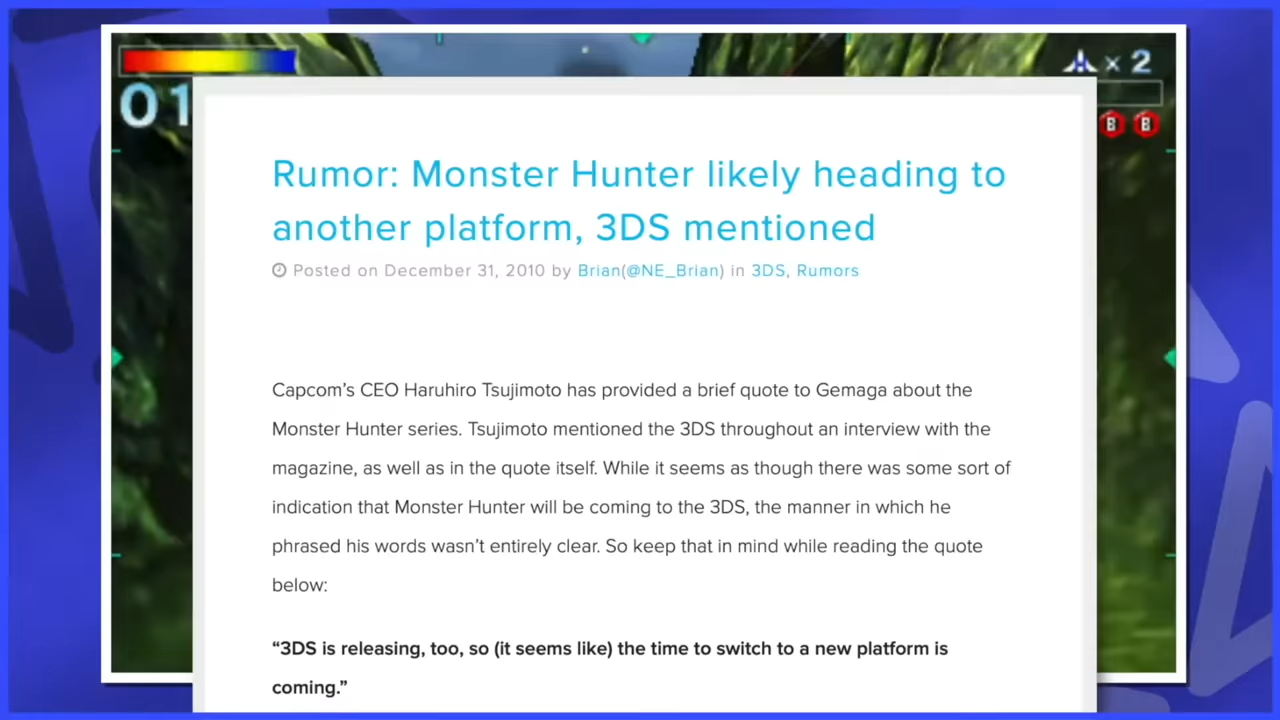 01
× 2
B B
Rumor: Monster Hunter likely heading to
another platform, 3DS mentioned
Posted on December 31, 2010 by Brian(@NE_Brian) in 3DS, Rumors
Capcom’s CEO Haruhiro Tsujimoto has provided a brief quote to Gemaga about the
Monster Hunter series. Tsujimoto mentioned the 3DS throughout an interview with the
magazine, as well as in the quote itself. While it seems as though there was some sort of
indication that Monster Hunter will be coming to the 3DS, the manner in which he
phrased his words wasn’t entirely clear. So keep that in mind while reading the quote
below:
“3DS is releasing, too, so (it seems like) the time to switch to a new platform is
coming.”